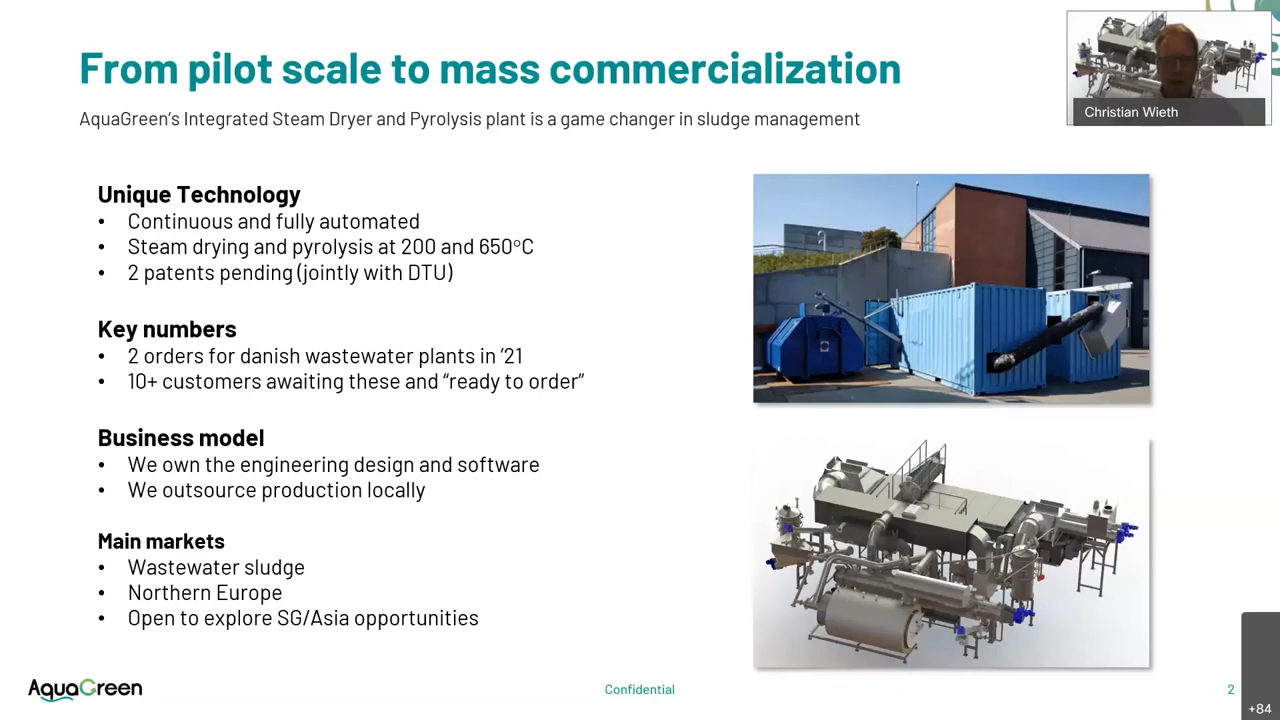 From pilot scale to mass commercialization
AquaGreen's Integrated Steam Dryer and Pyrolysis plant is a game changer in sludge management
Christian Wieth
Unique Technology
• Continuous and fully automated
• Steam drying and pyrolysis at 200 and 650°C
• 2 patents pending (jointly with DTU)
Key numbers
• 2 orders for danish wastewater plants in '21
• 10+ customers awaiting these and “ready to order”
Business model
• We own the engineering design and software
• We outsource production locally
Main markets
• Wastewater sludge
• Northern Europe
• Open to explore SG/Asia opportunities
AquaGreen
Confidential
2
+84